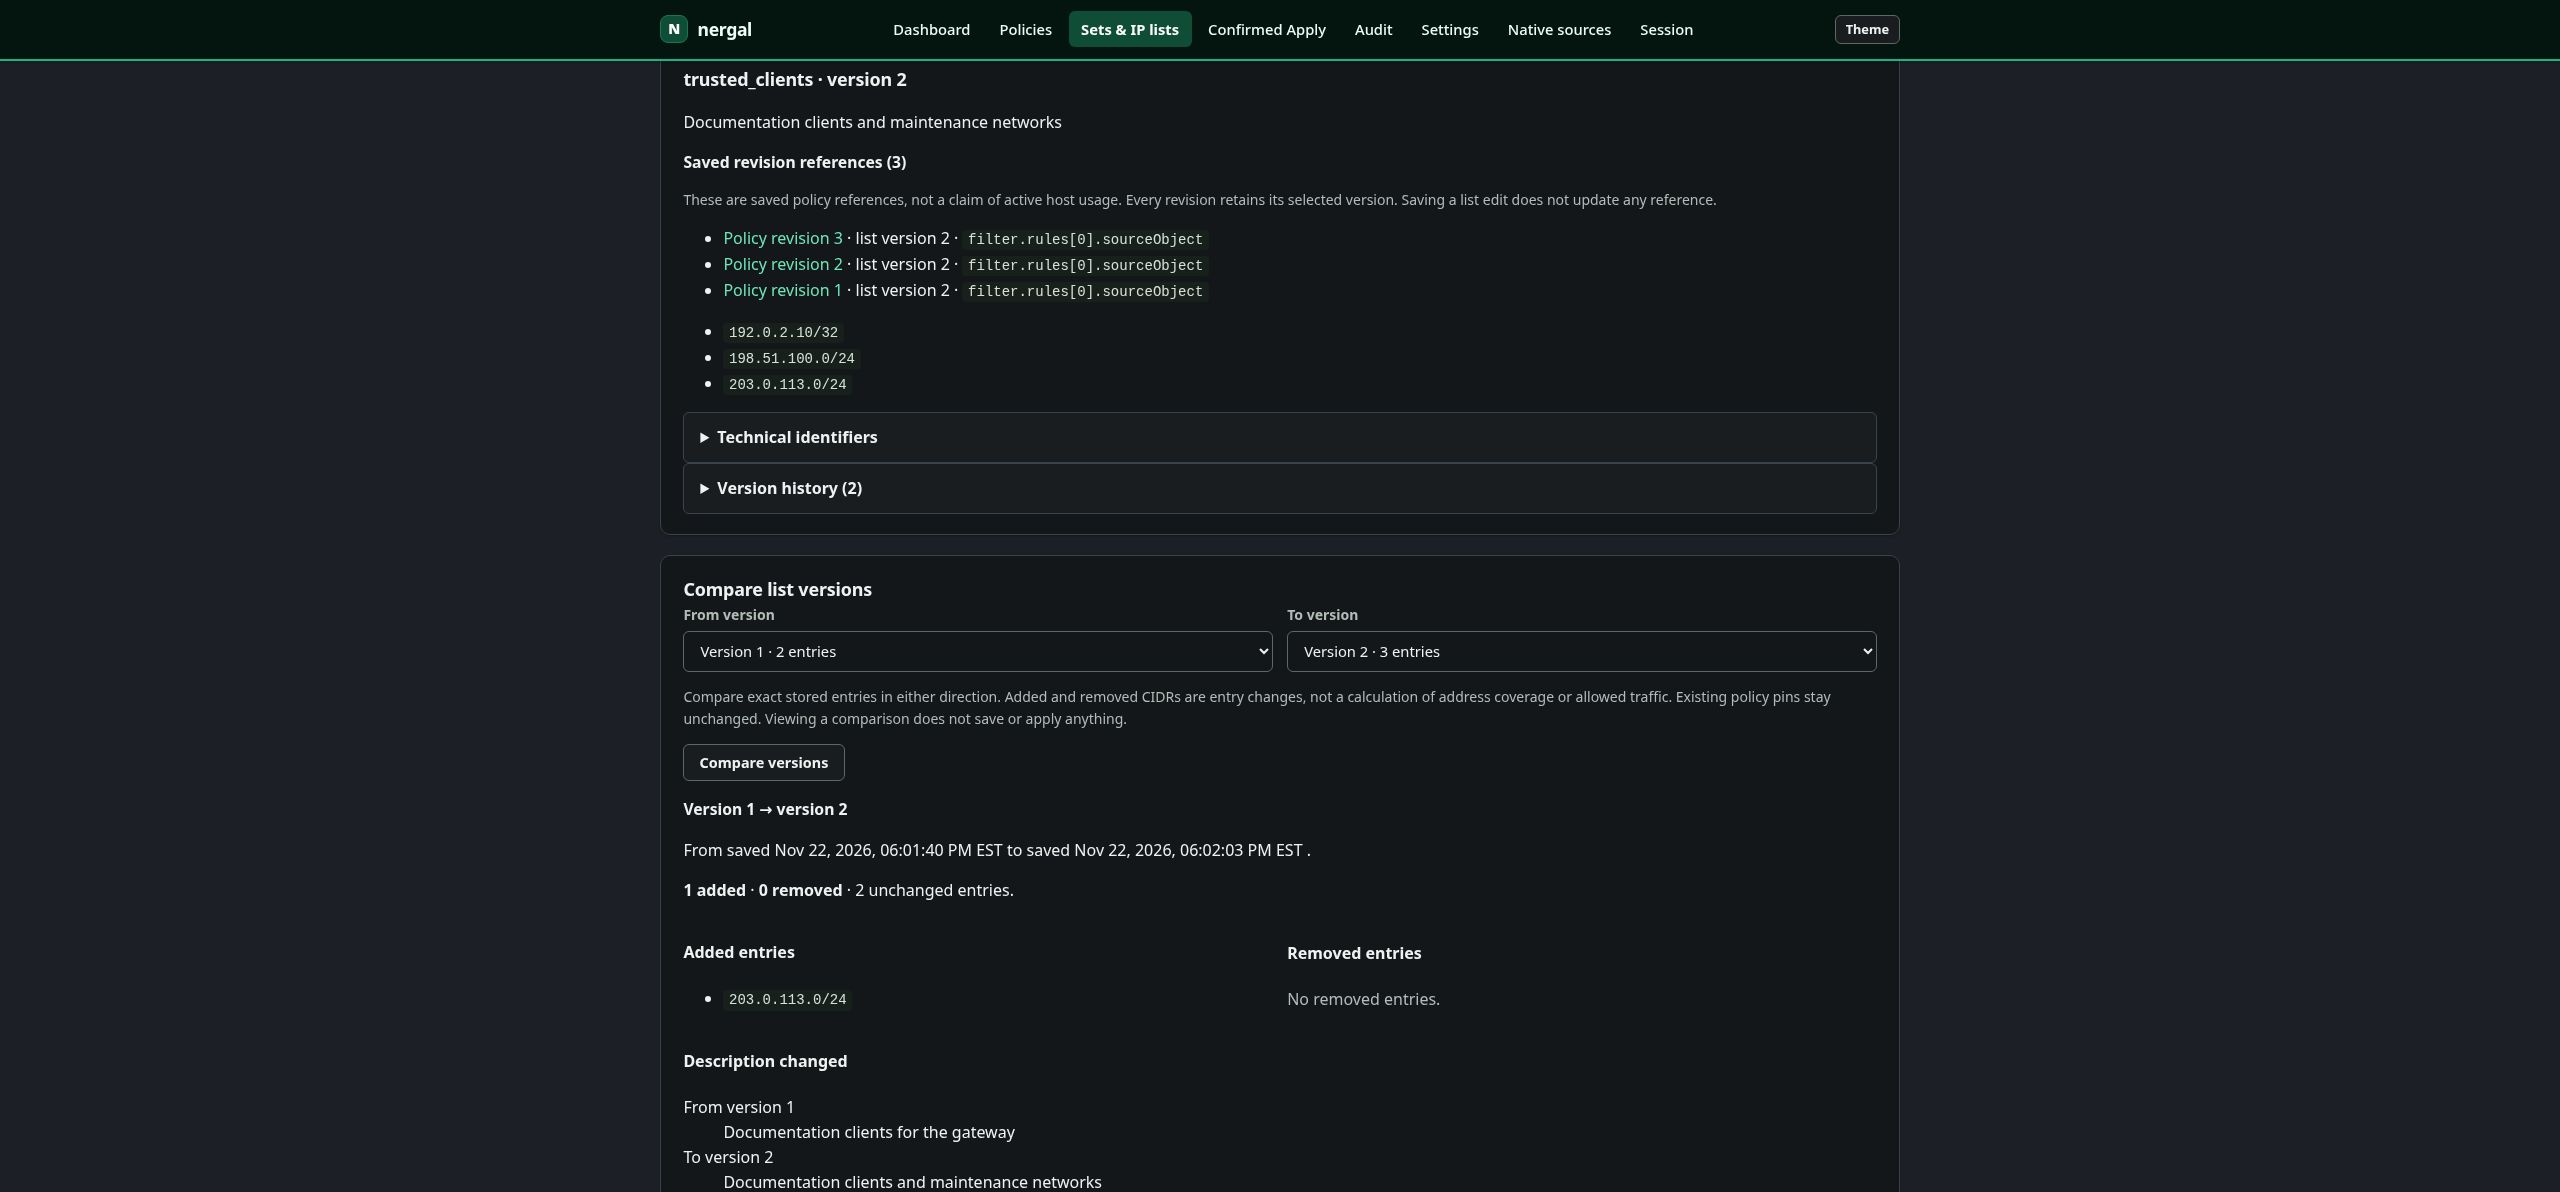 N nergal Dashboard Policies Sets & IP lists Confirmed Apply Audit Settings Native sources Session Theme
trusted_clients · version 2
Documentation clients and maintenance networks
Saved revision references (3)
These are saved policy references, not a claim of active host usage. Every revision retains its selected version. Saving a list edit does not update any reference.
Policy revision 3 · list version 2 · filter.rules[0].sourceObject
Policy revision 2 · list version 2 · filter.rules[0].sourceObject
Policy revision 1 · list version 2 · filter.rules[0].sourceObject
192.0.2.10/32
198.51.100.0/24
203.0.113.0/24
Technical identifiers
Version history (2)
Compare list versions
From version To version
Version 1 · 2 entries Version 2 · 3 entries
Compare exact stored entries in either direction. Added and removed CIDRs are entry changes, not a calculation of address coverage or allowed traffic. Existing policy pins stay
unchanged. Viewing a comparison does not save or apply anything.
Compare versions
Version 1 → version 2
From saved Nov 22, 2026, 06:01:40 PM EST to saved Nov 22, 2026, 06:02:03 PM EST .
1 added · 0 removed · 2 unchanged entries.
Added entries Removed entries
203.0.113.0/24 No removed entries.
Description changed
From version 1
Documentation clients for the gateway
To version 2
Documentation clients and maintenance networks